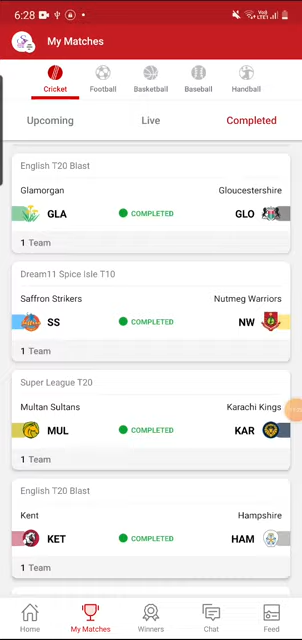 6:28
My Matches
Cricket Football Basketball Baseball Handball
Upcoming Live Completed
English T20 Blast
Glamorgan Gloucestershire
GLA COMPLETED GLO
1 Team
Dream11 Spice Isle T10
Saffron Strikers Nutmeg Warriors
SS COMPLETED NW
1 Team
Super League T20
Multan Sultans Karachi Kings
MUL COMPLETED KAR
1 Team
English T20 Blast
Kent Hampshire
KET COMPLETED HAM
1 Team
Home My Matches Winners Chat Feed